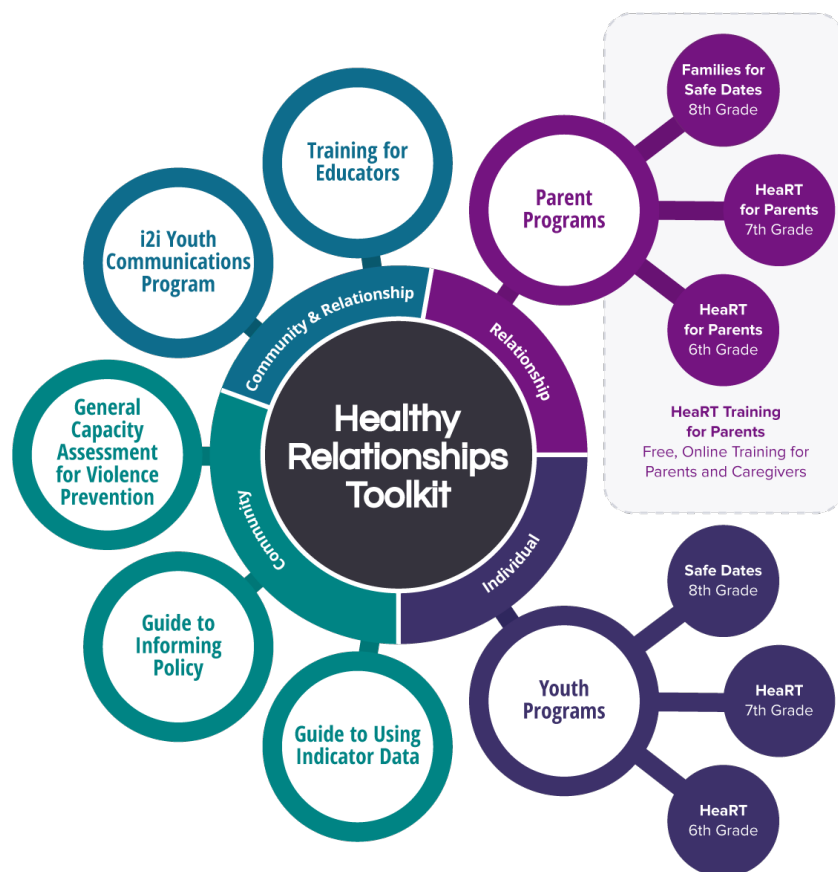 Healthy
Relationships
Toolkit
Community & Relationship
Relationship
Individual
Community
Training for
Educators
i2i Youth
Communications
Program
General
Capacity
Assessment
for Violence
Prevention
Guide to
Informing
Policy
Guide to Using
Indicator Data
Parent
Programs
Families for
Safe Dates
8th Grade
HeaRT
for Parents
7th Grade
HeaRT
for Parents
6th Grade
HeaRT Training
for Parents
Free, Online Training for
Parents and Caregivers
Youth
Programs
Safe Dates
8th Grade
HeaRT
7th Grade
HeaRT
6th Grade